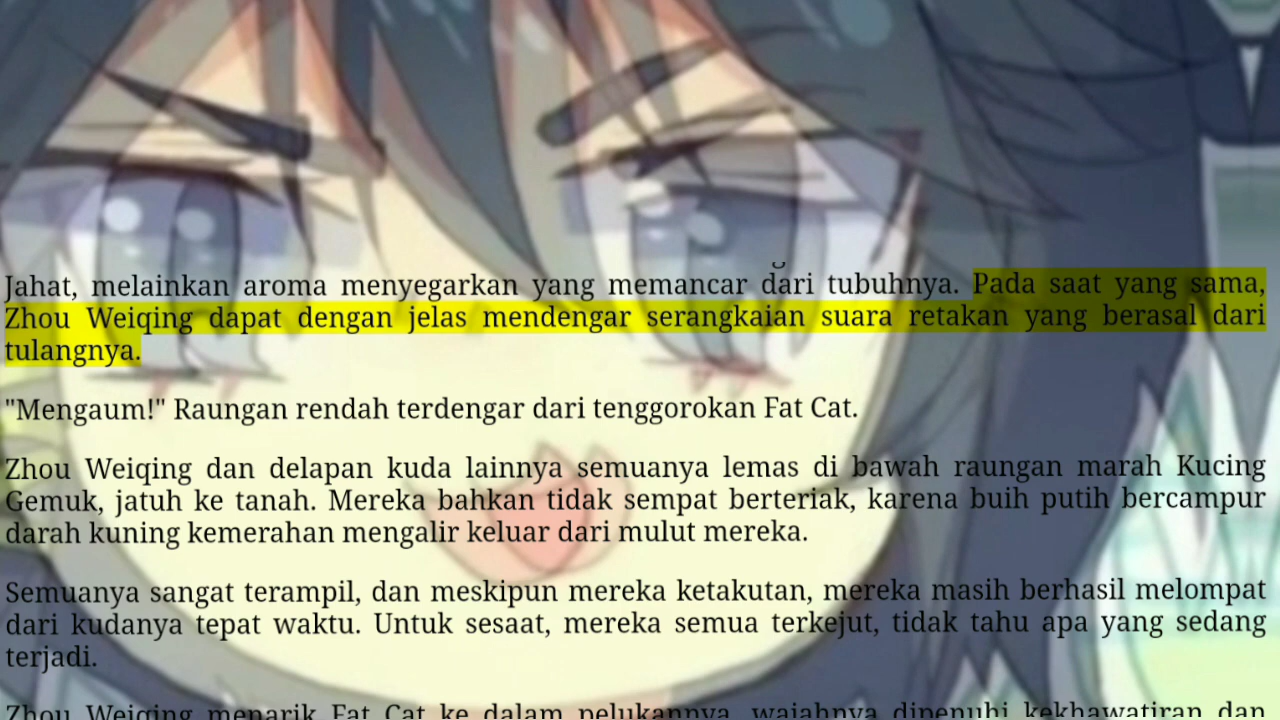 Jahat, melainkan aroma menyegarkan yang memancar dari tubuhnya. Pada saat yang sama,
Zhou Weiqing dapat dengan jelas mendengar serangkaian suara retakan yang berasal dari
tulangnya.
"Mengaum!" Raungan rendah terdengar dari tenggorokan Fat Cat.
Zhou Weiqing dan delapan kuda lainnya semuanya lemas di bawah raungan marah Kucing
Gemuk, jatuh ke tanah. Mereka bahkan tidak sempat berteriak, karena buih putih bercampur
darah kuning kemerahan mengalir keluar dari mulut mereka.
Semuanya sangat terampil, dan meskipun mereka ketakutan, mereka masih berhasil melompat
dari kudanya tepat waktu. Untuk sesaat, mereka semua terkejut, tidak tahu apa yang sedang
terjadi.
Zhou Weiqing menarik Fat Cat ke dalam pelukannya, wajahnya dipenuhi kekhawatiran dan